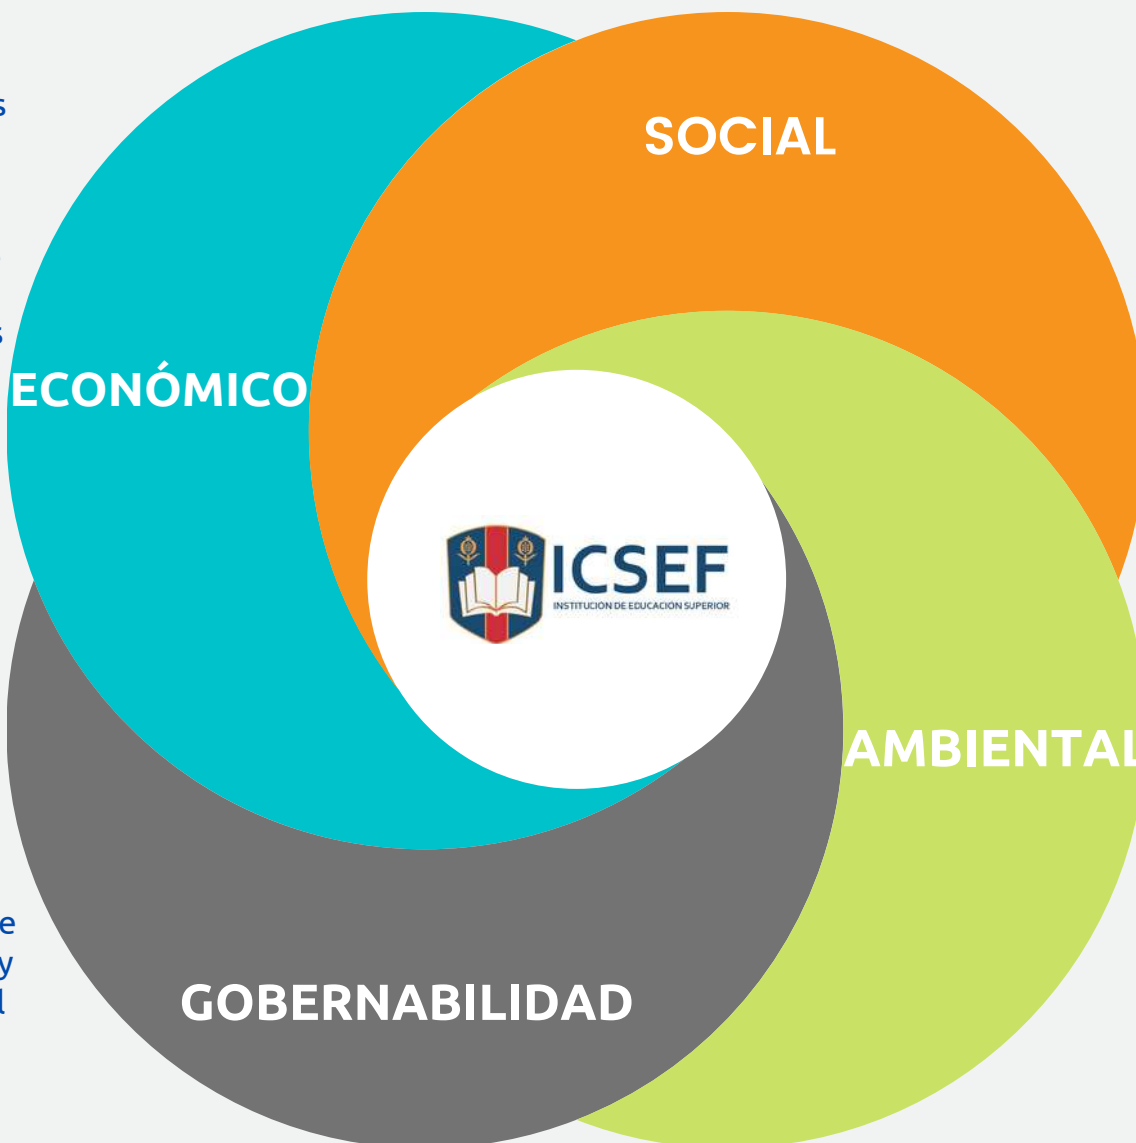 SOCIAL
ECONÓMICO
ICSEF
INSTITUCION DE EDUCACION SUPERIOR
AMBIENTAL
y
GOBERNABILIDAD